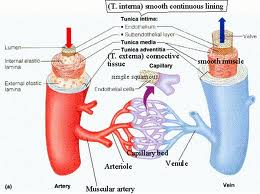 (T. interna) smooth continuous lining
Tunica intima:
• Endothelium
• Subendothelial layer
Tunica media
Tunica adventitia
(T. externa) connective
tissue
Lumen
Internal elastic
lamina
External elastic
lamina
Valve
smooth muscle
Capillary
simple squamous
Endothelial cells
Capillary bed
Arteriole
Venule
(a)
Artery
Vein
Muscular artery